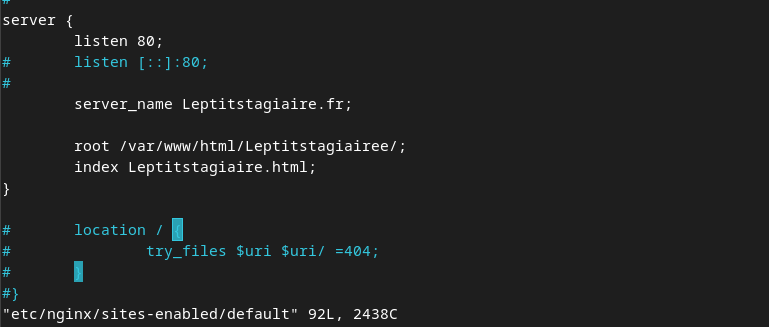 #
server {
listen 80;
# listen [::]:80;
#
server_name Leptitstagiaire.fr;
root /var/www/html/Leptitstagiairee/;
index Leptitstagiaire.html;
}
# location / {
# try_files $uri $uri/ =404;
# }
#}
"etc/nginx/sites-enabled/default" 92L, 2438C